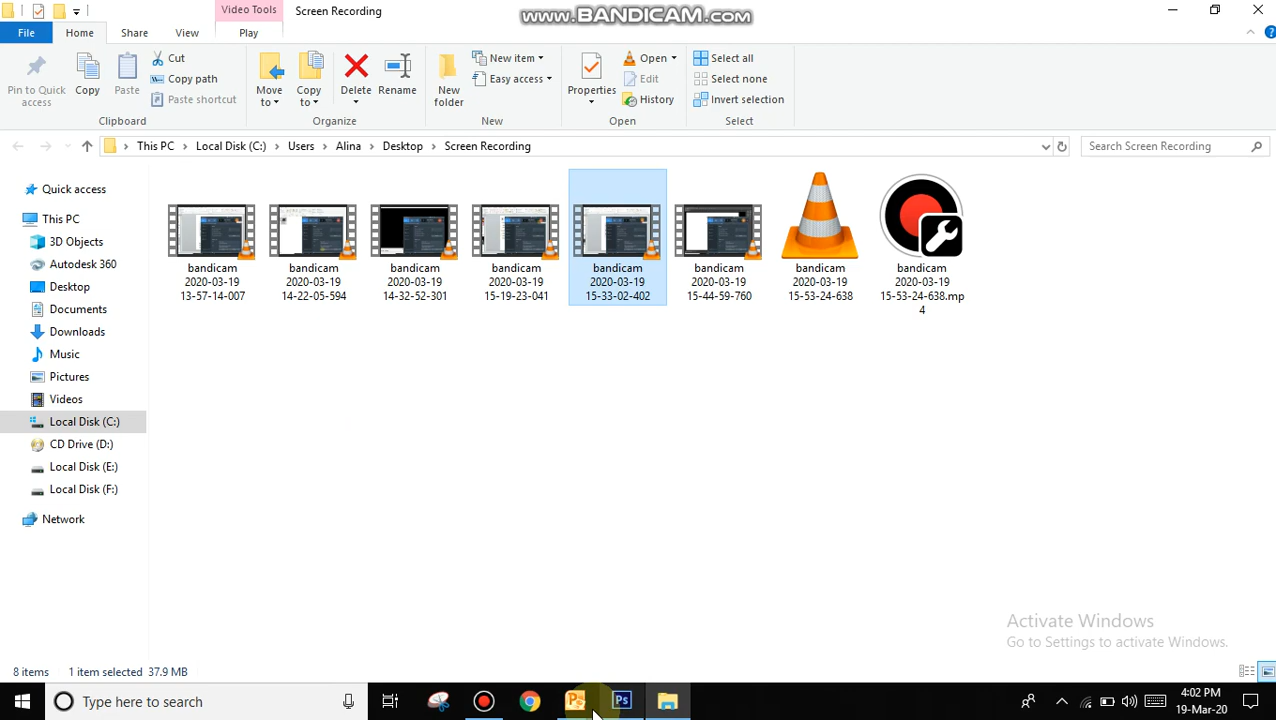 Video Tools
Screen Recording
www.BANDICAM.com
File
Home
Share
View
Play
Pin to Quick access
Copy
Paste
Cut
Copy path
Paste shortcut
Clipboard
Move to
Copy to
Delete
Rename
Organize
New folder
New item
Easy access
New
Properties
Open
Edit
History
Open
Select all
Select none
Invert selection
Select
This PC
Local Disk (C:)
Users
Alina
Desktop
Screen Recording
Search Screen Recording
Quick access
This PC
3D Objects
Autodesk 360
Desktop
Documents
Downloads
Music
Pictures
Videos
Local Disk (C:)
CD Drive (D:)
Local Disk (E:)
Local Disk (F:)
Network
bandicam
2020-03-19
13-57-14-007
bandicam
2020-03-19
14-22-05-594
bandicam
2020-03-19
14-32-52-301
bandicam
2020-03-19
15-19-23-041
bandicam
2020-03-19
15-33-02-402
bandicam
2020-03-19
15-44-59-760
bandicam
2020-03-19
15-53-24-638
bandicam
2020-03-19
15-53-24-638.mp
4
Activate Windows
Go to Settings to activate Windows.
8 items
1 item selected 37.9 MB
Type here to search
Ps
4:02 PM
19-Mar-20